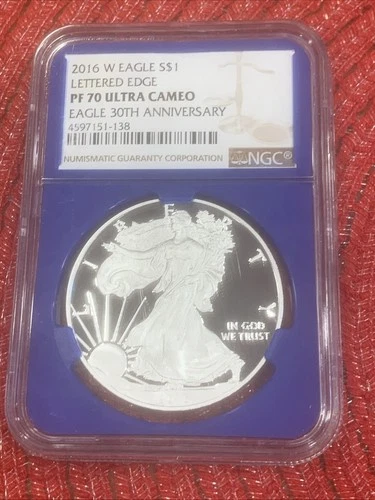 2016 W EAGLE S$1
LETTERED EDGE
PF 70 ULTRA CAMEO
EAGLE 30TH ANNIVERSARY
4597151-138
NUMISMATIC GUARANTY CORPORATION
NGC®
LIBERTY
IN GOD
WE TRUST